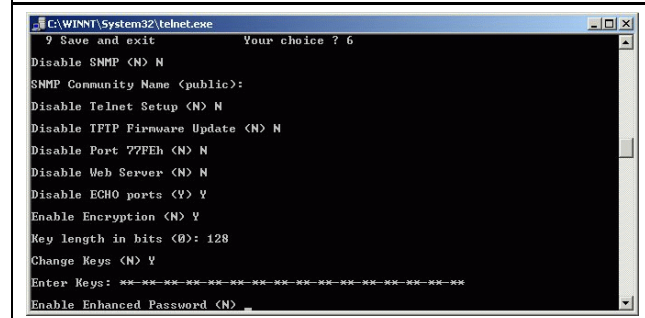 C:\WINNT\System32\telnet.exe
9 Save and exit Your choice ? 6
Disable SNMP (N) N
SNMP Community Name (public):
Disable Telnet Setup (N) N
Disable TFTP Firmware Update (N) N
Disable Port 77FEh (N) N
Disable Web Server (N) N
Disable ECHO ports (Y) Y
Enable Encryption (N) Y
Key length in bits (0): 128
Change Keys (N) Y
Enter Keys: **-**-**-**-**-**-**-**-**-**-**-**-**-**-**-**
Enable Enhanced Password (N) _